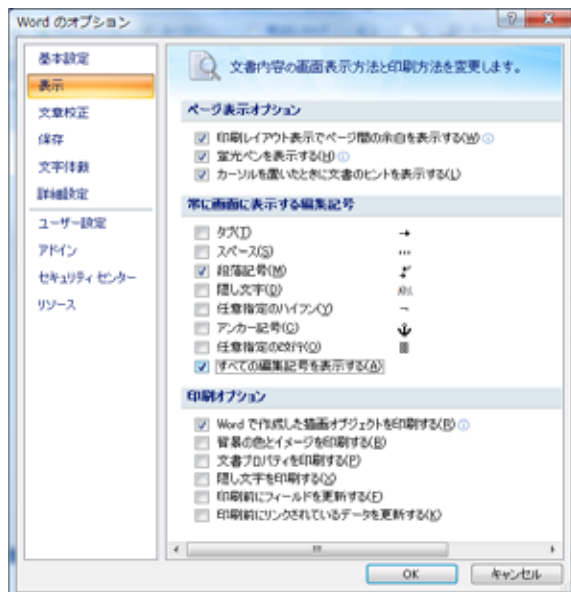 Word のオプション
基本設定
表示
文章校正
保存
文字体裁
詳細設定
ユーザー設定
アドイン
セキュリティ センター
リソース
文書内容の画面表示方法と印刷方法を変更します。
ページ表示オプション
印刷レイアウト表示でページ間の余白を表示する(W)
蛍光ペンを表示する(H)
カーソルを置いたときに文書のヒントを表示する(L)
常に画面に表示する編集記号
タブ(T)
スペース(S)
段落記号(M)
隠し文字(D)
任意指定のハイフン(Y)
アンカー記号(C)
任意指定の改行(O)
すべての編集記号を表示する(A)
印刷オプション
Word で作成した描画オブジェクトを印刷する(R)
背景の色とイメージを印刷する(B)
文書プロパティを印刷する(P)
隠し文字を印刷する(X)
印刷前にフィールドを更新する(F)
印刷前にリンクされているデータを更新する(K)
OK
キャンセル